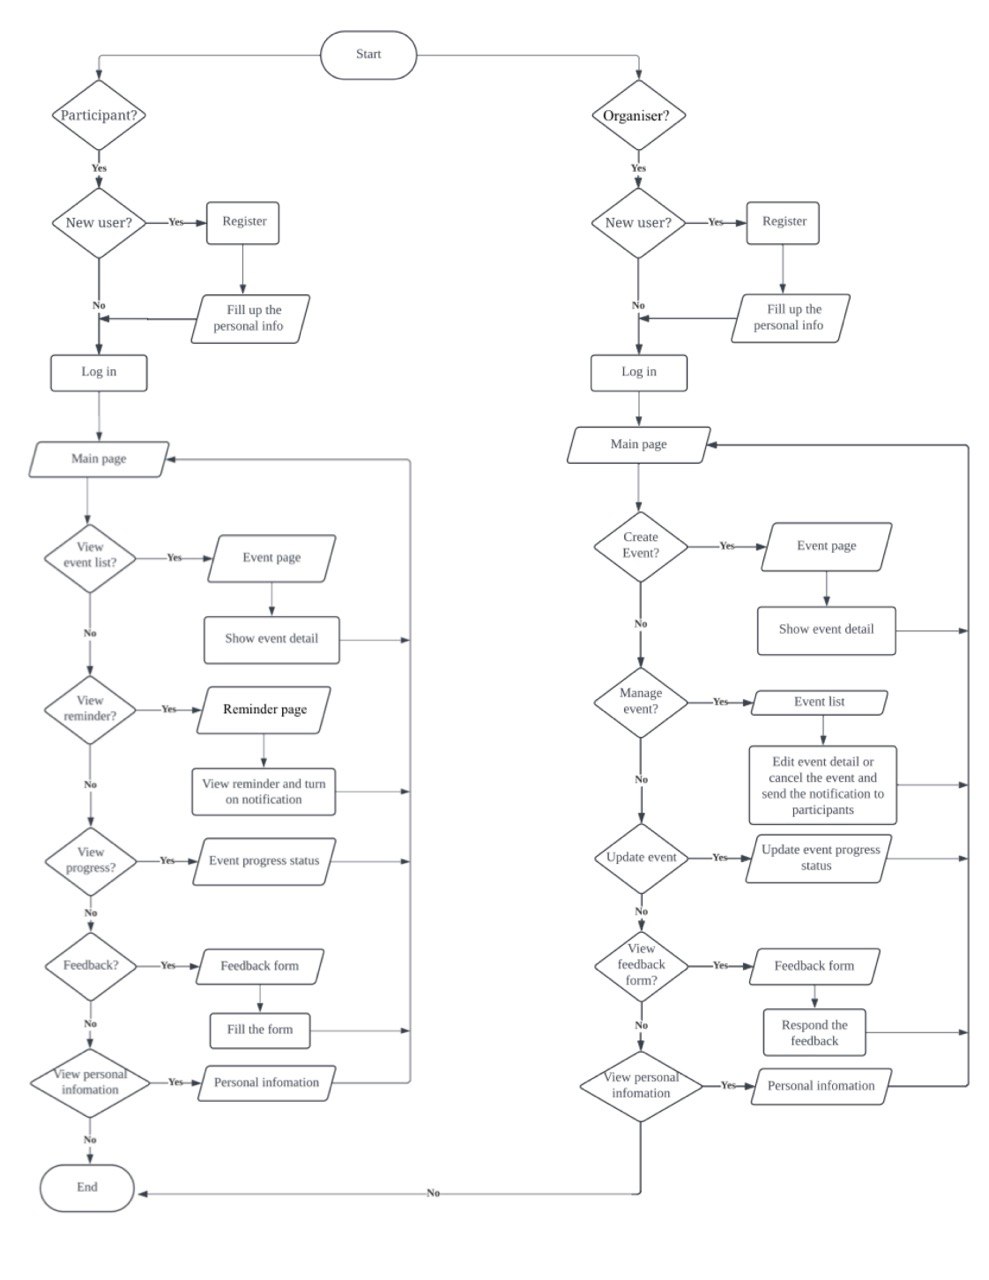 Start
Participant?
Organiser?
Yes
Yes
New user?
Yes
Register
New user?
Yes
Register
No
Fill up the
personal info
No
Fill up the
personal info
Log in
Log in
Main page
Main page
View
event list?
Yes
Event page
Create
Event?
Yes
Event page
Show event detail
Show event detail
No
No
View
reminder?
Yes
Reminder page
Manage
event?
Yes
Event list
View reminder and turn
on notification
Edit event detail or
cancel the event and
send the notification to
participants
No
No
View
progress?
Yes
Event progress status
Update event
Yes
Update event progress
status
No
No
Feedback?
Yes
Feedback form
View
feedback
form?
Yes
Feedback form
No
Fill the form
No
Respond the
feedback
View personal
infomation
Yes
Personal infomation
View personal
infomation
Yes
Personal infomation
No
End
No